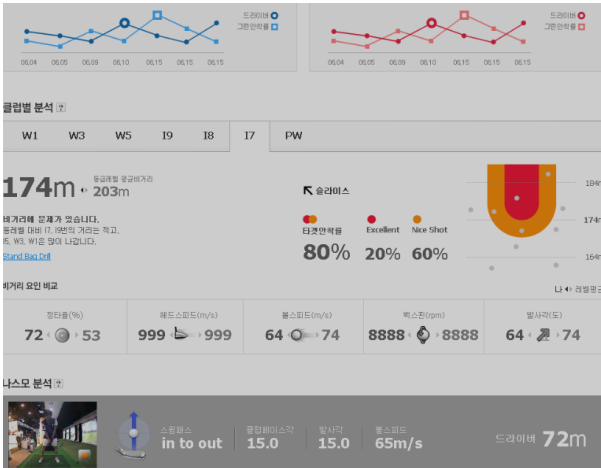 드라이버
그린안착률
드라이버
그린안착률
06.04 06.05 06.09 06.10 06.15 06.15 06.15
06.04 06.05 06.09 06.10 06.15 06.15 06.15
클럽별 분석 ?
W1 W3 W5 I9 I8 I7 PW
174m
동급레벨 평균비거리
203m
비거리에 문제가 있습니다.
동레벨 대비 I7, I9번의 거리는 적고,
I5, W3, W1은 많이 나갑니다.
Stand Bag Drill
슬라이스
타겟안착률 Excellent Nice Shot
80% 20% 60%
184m
174m
164m
비거리 요인 비교
나 레벨평균
정타율(%) 헤드스피드(m/s) 볼스피드(m/s) 백스핀(rpm) 발사각(도)
72 53 999 999 64 74 8888 8888 64 74
나스모 분석 ?
스윙패스 클럽페이스각 발사각 볼스피드
in to out 15.0 15.0 65m/s
드라이버 72m